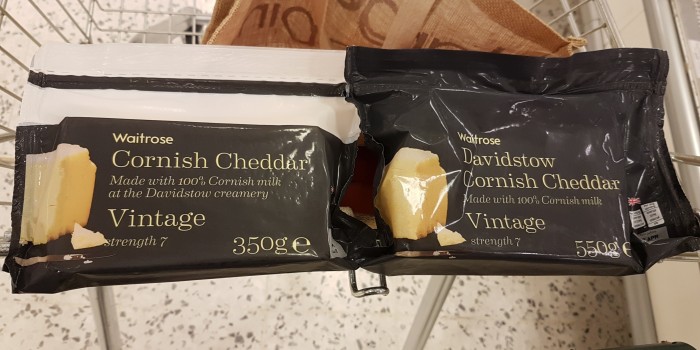 Waitrose
Cornish Cheddar
Made with 100% Cornish milk
at the Davidstow creamery
Vintage
strength 7
350g e
Waitrose
Davidstow
Cornish Cheddar
Made with 100% Cornish milk
Vintage
strength 7
550g e